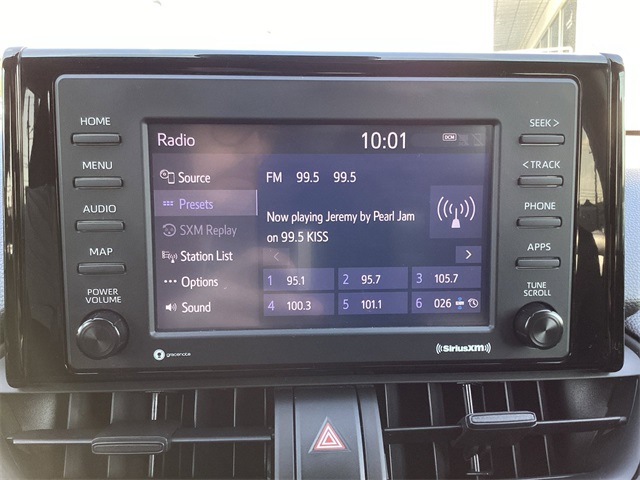 HOME
MENU
AUDIO
MAP
POWER
VOLUME
Radio 10:01 DCM
Source
Presets
SXM Replay
Station List
Options
Sound
FM 99.5 99.5
Now playing Jeremy by Pearl Jam
on 99.5 KISS
< >
1 95.1 2 95.7 3 105.7
4 100.3 5 101.1 6 026
SEEK >
< TRACK
PHONE
APPS
TUNE
SCROLL
gracenote
((SiriusXM))